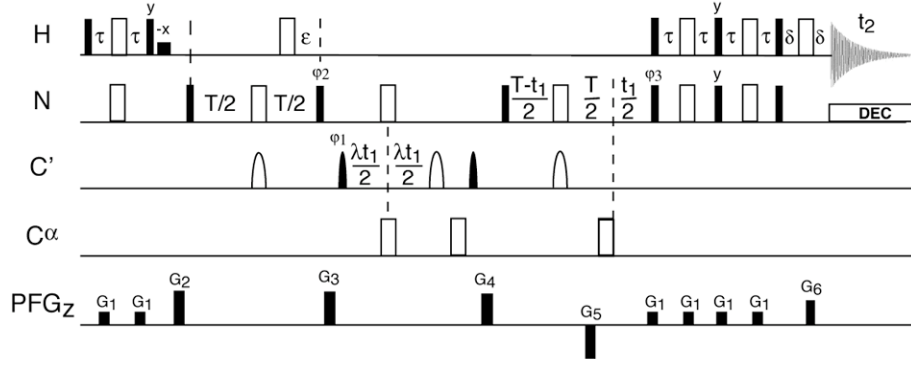 y -x t₂
H τ τ ε τ τ τ τ δ δ
φ2 φ3 y
N T/2 T/2 T-t₁/2 T/2 t₁/2 DEC
φ1
C' λt₁/2 λt₁/2
Cα
G2 G3 G4 G6
PFGz G1 G1 G1 G1 G1 G1
G5